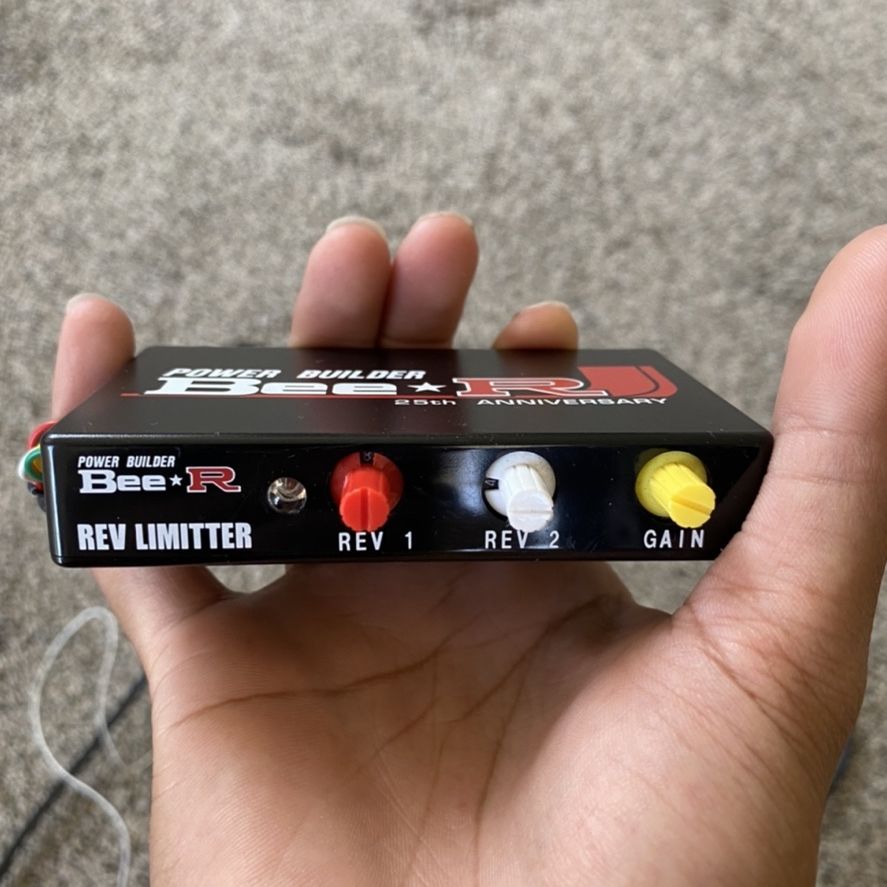 POWER BUILDER
Bee★R
25th ANNIVERSARY
POWER BUILDER
Bee★R
REV LIMITTER
REV 1
REV 2
GAIN